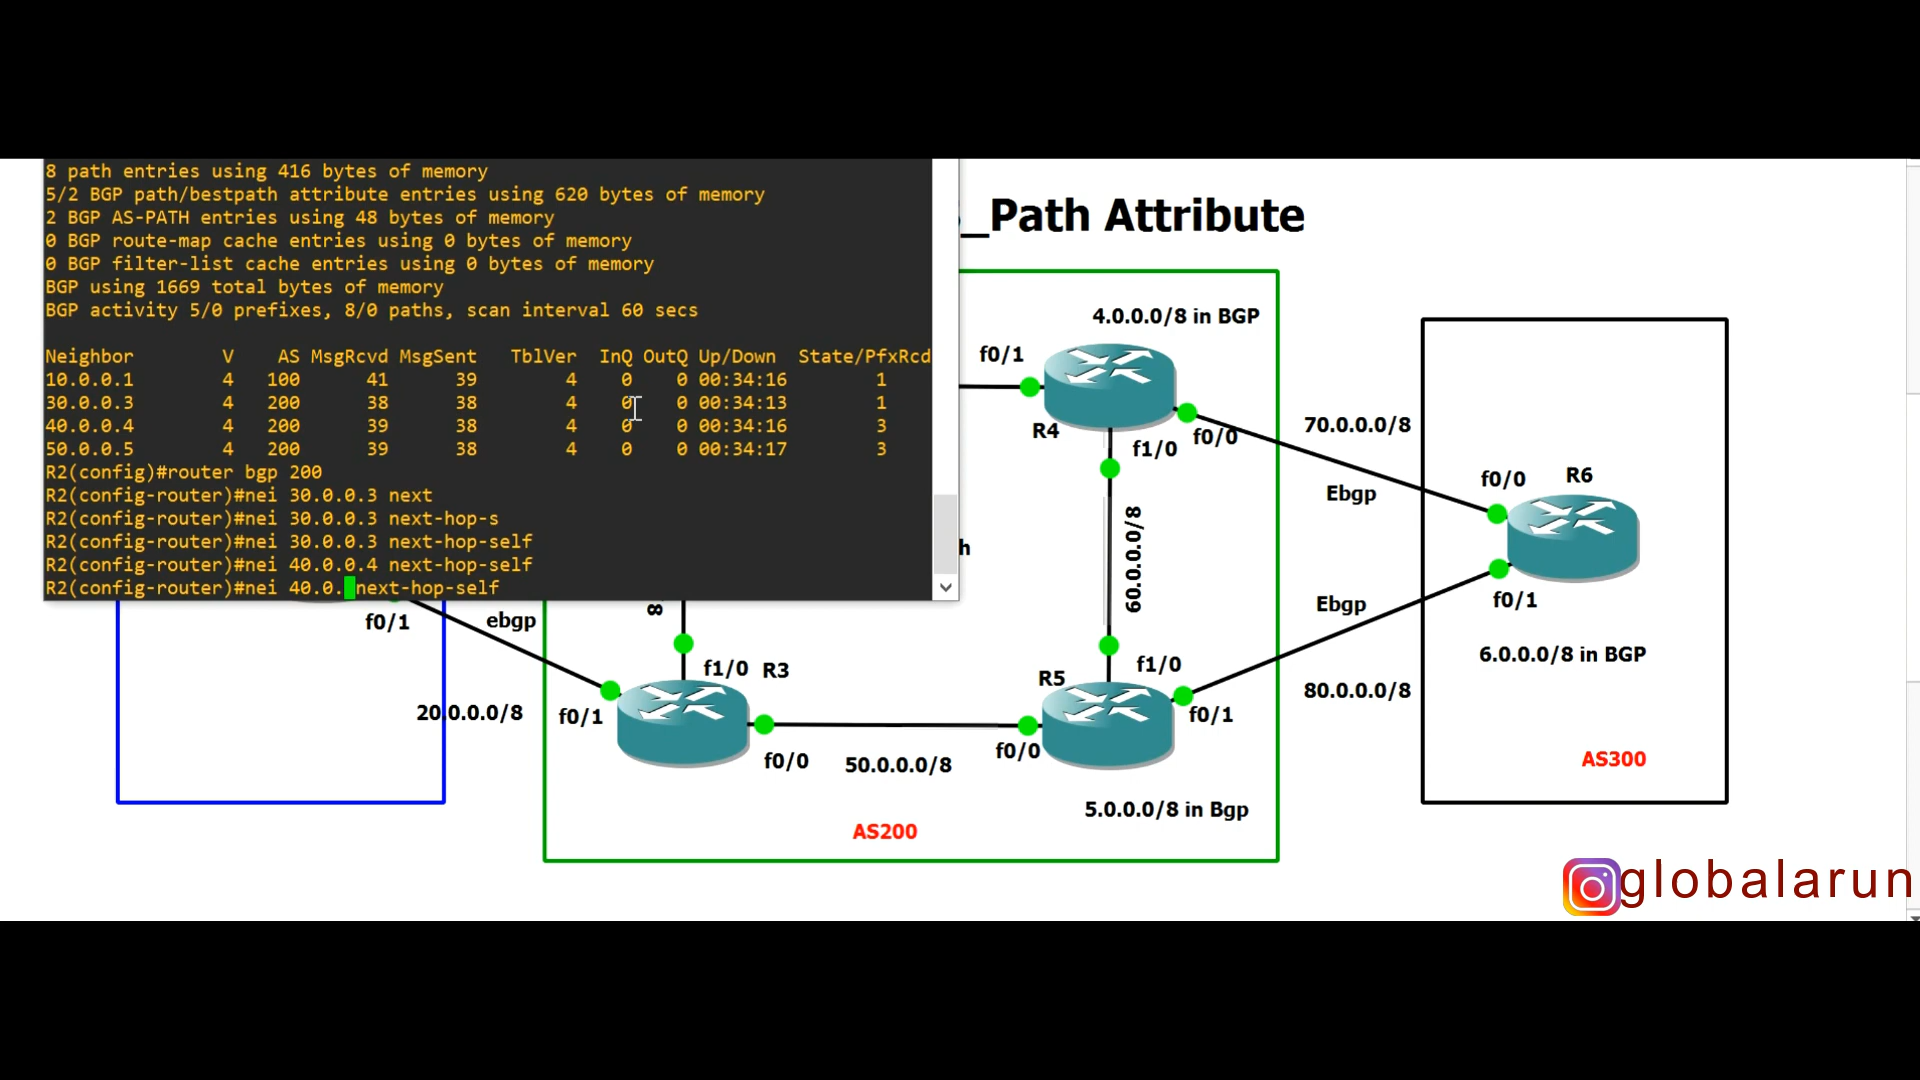 8 path entries using 416 bytes of memory
5/2 BGP path/bestpath attribute entries using 620 bytes of memory
2 BGP AS-PATH entries using 48 bytes of memory
0 BGP route-map cache entries using 0 bytes of memory
0 BGP filter-list cache entries using 0 bytes of memory
BGP using 1669 total bytes of memory
BGP activity 5/0 prefixes, 8/0 paths, scan interval 60 secs
Neighbor V AS MsgRcvd MsgSent TblVer InQ OutQ Up/Down State/PfxRcd
10.0.0.1 4 100 41 39 4 0 0 00:34:16 1
30.0.0.3 4 200 38 38 4 0 0 00:34:13 1
40.0.0.4 4 200 39 38 4 0 0 00:34:16 3
50.0.0.5 4 200 39 38 4 0 0 00:34:17 3
R2(config)#router bgp 200
R2(config-router)#nei 30.0.0.3 next
R2(config-router)#nei 30.0.0.3 next-hop-s
R2(config-router)#nei 30.0.0.3 next-hop-self
R2(config-router)#nei 40.0.0.4 next-hop-self
R2(config-router)#nei 40.0. next-hop-self
_Path Attribute
4.0.0.0/8 in BGP
f0/1
R4
f0/0
f1/0
70.0.0.0/8
Ebgp
f0/0
R6
60.0.0.0/8
h
Ebgp
f0/1
6.0.0.0/8 in BGP
f0/1
ebgp
8
f1/0
R3
20.0.0.0/8
f0/1
f0/0
50.0.0.0/8
R5
f1/0
f0/0
f0/1
80.0.0.0/8
5.0.0.0/8 in Bgp
AS200
AS300
globalarun